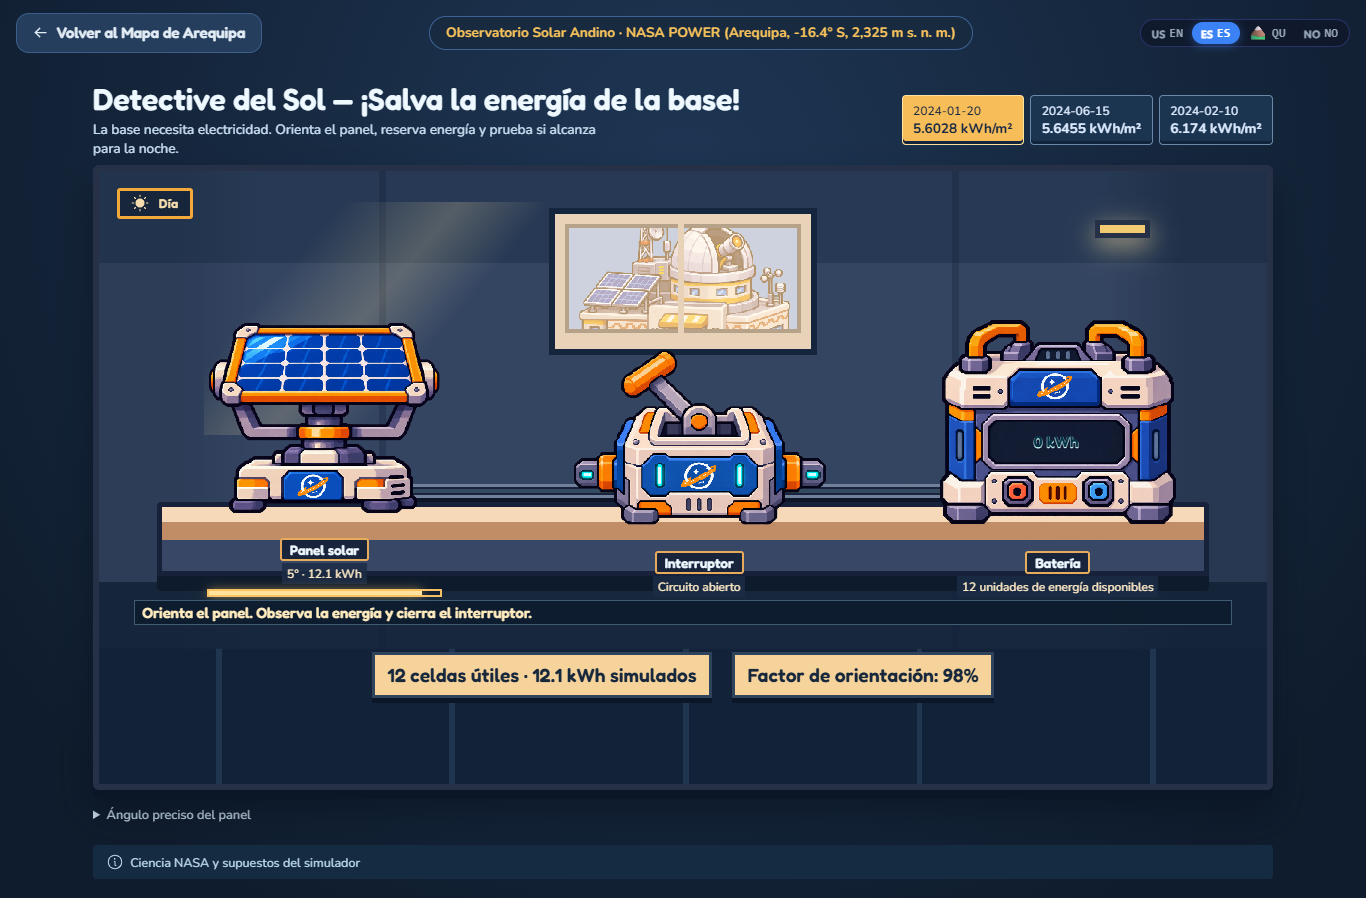 ← Volver al Mapa de Arequipa
Observatorio Solar Andino · NASA POWER (Arequipa, -16.4° S, 2,325 m s. n. m.)
US EN ES ES QU NO NO
Detective del Sol — ¡Salva la energía de la base!
La base necesita electricidad. Orienta el panel, reserva energía y prueba si alcanza
para la noche.
2024-01-20
5.6028 kWh/m²
2024-06-15
5.6455 kWh/m²
2024-02-10
6.174 kWh/m²
Día
0 kWh
Panel solar
5° · 12.1 kWh
Interruptor
Circuito abierto
Batería
12 unidades de energía disponibles
Orienta el panel. Observa la energía y cierra el interruptor.
12 celdas útiles · 12.1 kWh simulados
Factor de orientación: 98%
Ángulo preciso del panel
Ciencia NASA y supuestos del simulador